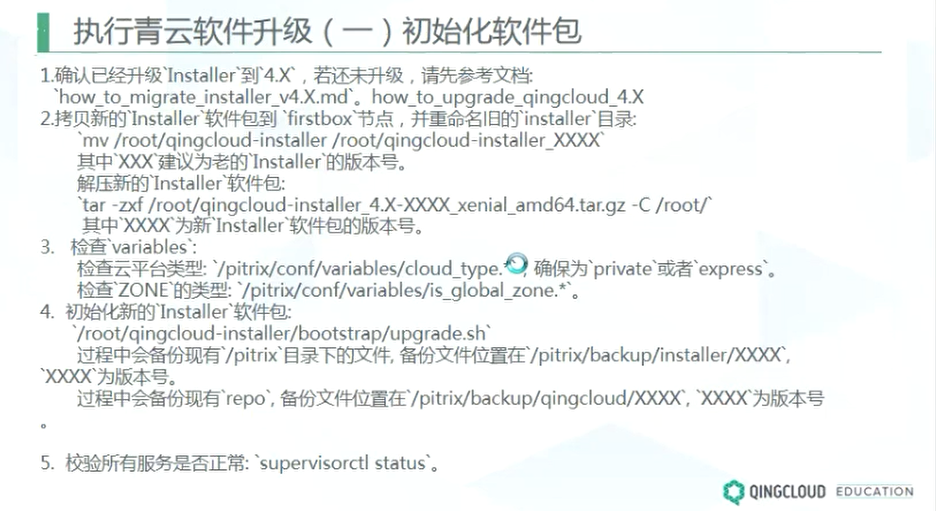 执行青云软件升级（一）初始化软件包
1.确认已经升级`Installer`到`4.X`，若还未升级，请先参考文档:
`how_to_migrate_installer_v4.X.md`。how_to_upgrade_qingcloud_4.X
2.拷贝新的`Installer`软件包到 `firstbox`节点，并重命名旧的`installer`目录:
`mv /root/qingcloud-installer /root/qingcloud-installer_XXXX`
其中`XXX`建议为老的`Installer`的版本号。
解压新的`Installer`软件包:
`tar -zxf /root/qingcloud-installer_4.X-XXXX_xenial_amd64.tar.gz -C /root/`
其中`XXXX`为新`Installer`软件包的版本号。
3. 检查`variables`:
检查云平台类型: `/pitrix/conf/variables/cloud_type.*`, 确保为`private`或者`express`。
检查`ZONE`的类型: `/pitrix/conf/variables/is_global_zone.*`。
4. 初始化新的`Installer`软件包:
`/root/qingcloud-installer/bootstrap/upgrade.sh`
过程中会备份现有`/pitrix`目录下的文件, 备份文件位置在`/pitrix/backup/installer/XXXX`,
`XXXX`为版本号。
过程中会备份现有`repo`, 备份文件位置在`/pitrix/backup/qingcloud/XXXX`, `XXXX`为版本号
。
5. 校验所有服务是否正常: `supervisorctl status`。
QINGCLOUD EDUCATION